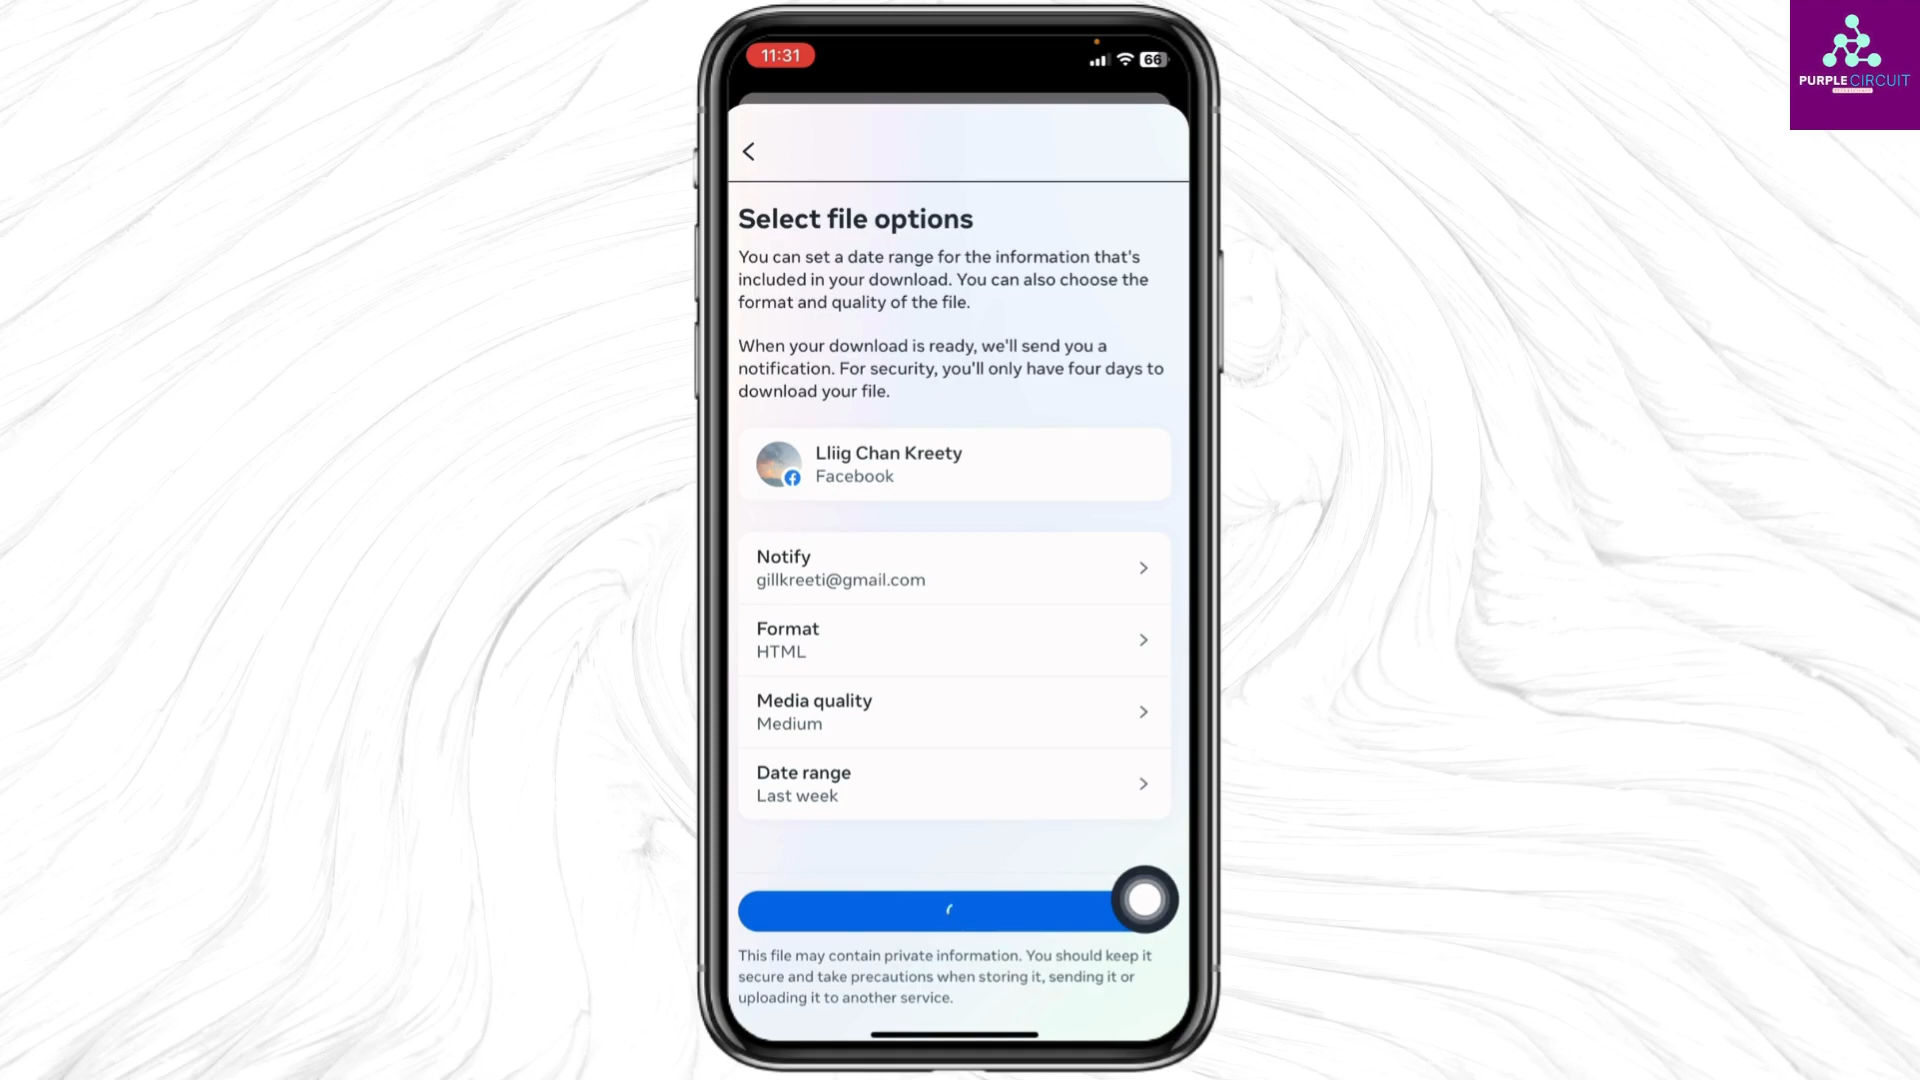 11:31
66
PURPLE CIRCUIT
Select file options
You can set a date range for the information that's
included in your download. You can also choose the
format and quality of the file.
When your download is ready, we'll send you a
notification. For security, you'll only have four days to
download your file.
Lliig Chan Kreety
Facebook
Notify
gillkreeti@gmail.com
Format
HTML
Media quality
Medium
Date range
Last week
This file may contain private information. You should keep it
secure and take precautions when storing it, sending it or
uploading it to another service.